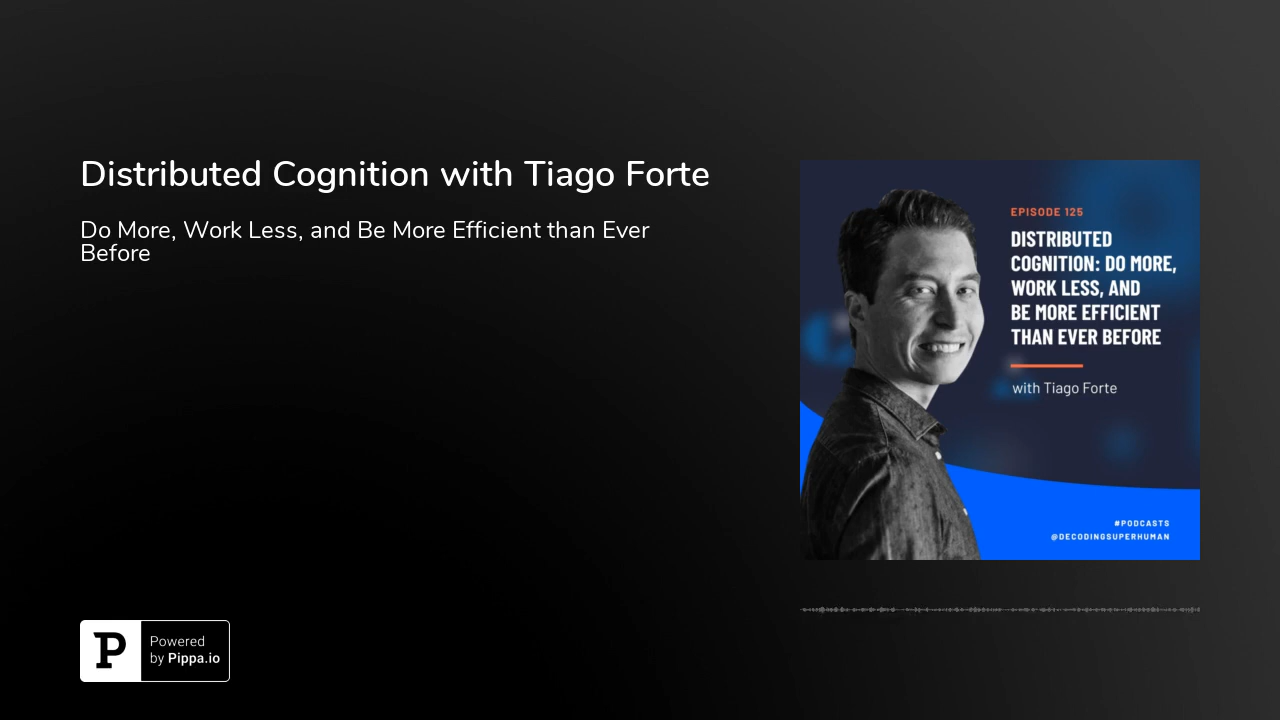 Distributed Cognition with Tiago Forte
Do More, Work Less, and Be More Efficient than Ever
Before
EPISODE 125
DISTRIBUTED
COGNITION: DO MORE,
WORK LESS, AND
BE MORE EFFICIENT
THAN EVER BEFORE
with Tiago Forte
#PODCASTS
@DECODINGSUPERHUMAN
P
Powered
by Pippa.io